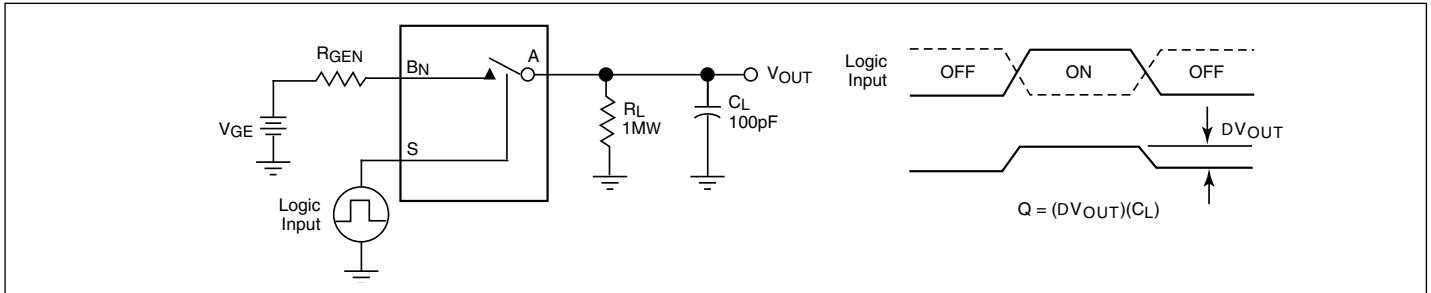 RGEN
BN
A
VOUT
RL
1MW
CL
100pF
VGE
S
Logic
Input
Logic
Input
OFF
ON
OFF
DVOUT
Q = (DVOUT)(CL)